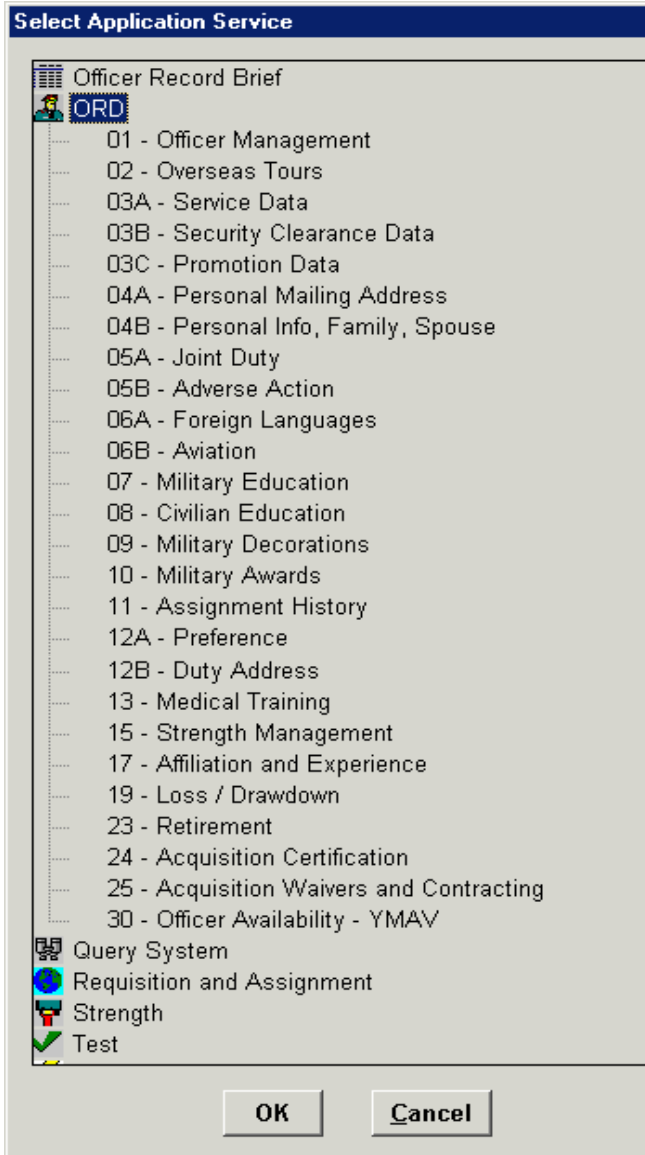 Select Application Service
Officer Record Brief
ORD
01 - Officer Management
02 - Overseas Tours
03A - Service Data
03B - Security Clearance Data
03C - Promotion Data
04A - Personal Mailing Address
04B - Personal Info, Family, Spouse
05A - Joint Duty
05B - Adverse Action
06A - Foreign Languages
06B - Aviation
07 - Military Education
08 - Civilian Education
09 - Military Decorations
10 - Military Awards
11 - Assignment History
12A - Preference
12B - Duty Address
13 - Medical Training
15 - Strength Management
17 - Affiliation and Experience
19 - Loss / Drawdown
23 - Retirement
24 - Acquisition Certification
25 - Acquisition Waivers and Contracting
30 - Officer Availability - YMAV
Query System
Requisition and Assignment
Strength
Test
OK Cancel